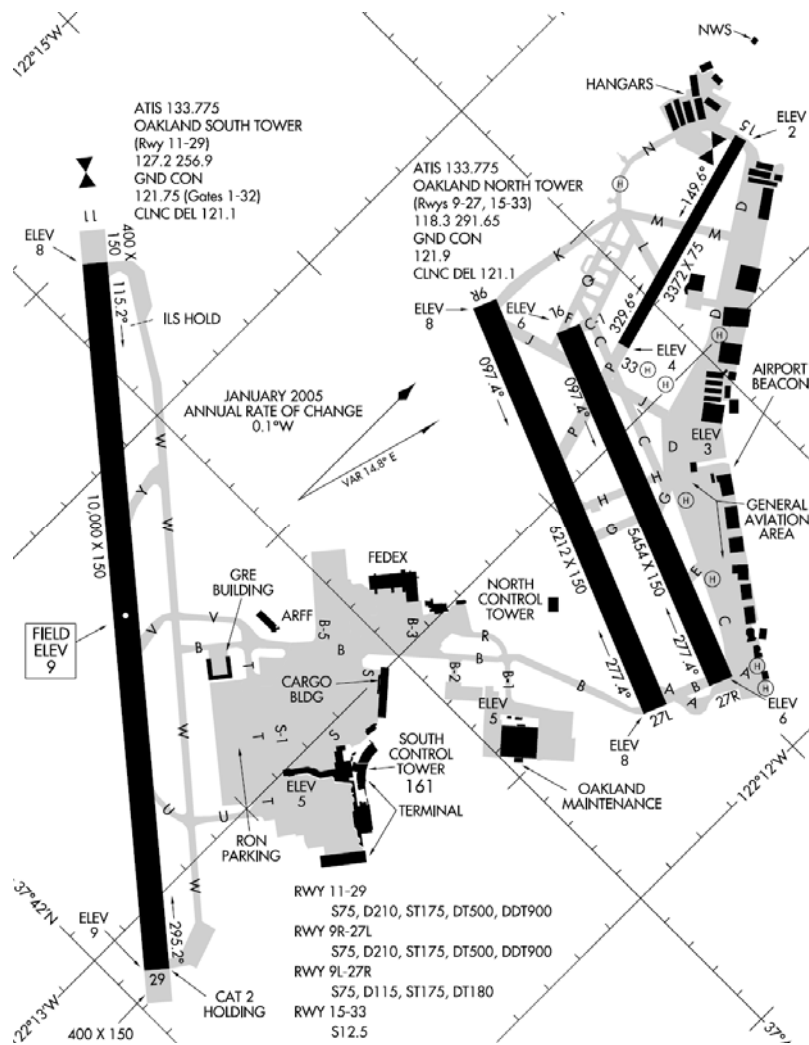 122°15'W
NWS
HANGARS
ATIS 133.775
OAKLAND SOUTH TOWER
(Rwy 11-29)
127.2 256.9
GND CON
121.75 (Gates 1-32)
CLNC DEL 121.1
ATIS 133.775
OAKLAND NORTH TOWER
(Rwys 9-27, 15-33)
118.3 291.65
GND CON
121.9
CLNC DEL 121.1
15
ELEV
2
N
H
149.6°
D
K
M
M
L
3372 X 75
Q
11
400 X
150
ELEV
8
115.2°
ILS HOLD
ELEV
8
9R
ELEV
6
9L
F
C-1
C
329.6°
J
P
33
H
H
ELEV
4
D
H
AIRPORT
BEACON
JANUARY 2005
ANNUAL RATE OF CHANGE
0.1°W
VAR 14.8° E
097.4°
097.4°
P
J
C
D
ELEV
3
W
W
Y
W
10,000 X 150
H
G
H
G
H
GENERAL
AVIATION
AREA
6212 X 150
5454 X 150
E
H
C
FEDEX
GRE
BUILDING
ARFF
NORTH
CONTROL
TOWER
FIELD
ELEV
9
V
V
B
T
B-5
B
B-3
R
B
B-2
B-1
B
CARGO
BLDG
S
277.4°
277.4°
A
B
A
A
H
H
27L
27R
ELEV
8
ELEV
6
ELEV
5
W
S-1
T
S
SOUTH
CONTROL
TOWER
161
ELEV
5
T
U
U
TERMINAL
OAKLAND
MAINTENANCE
122°12'W
RON
PARKING
W
37°42'N
ELEV
9
295.2°
29
CAT 2
HOLDING
122°13'W
400 X 150
RWY 11-29
S75, D210, ST175, DT500, DDT900
RWY 9R-27L
S75, D210, ST175, DT500, DDT900
RWY 9L-27R
S75, D115, ST175, DT180
RWY 15-33
S12.5